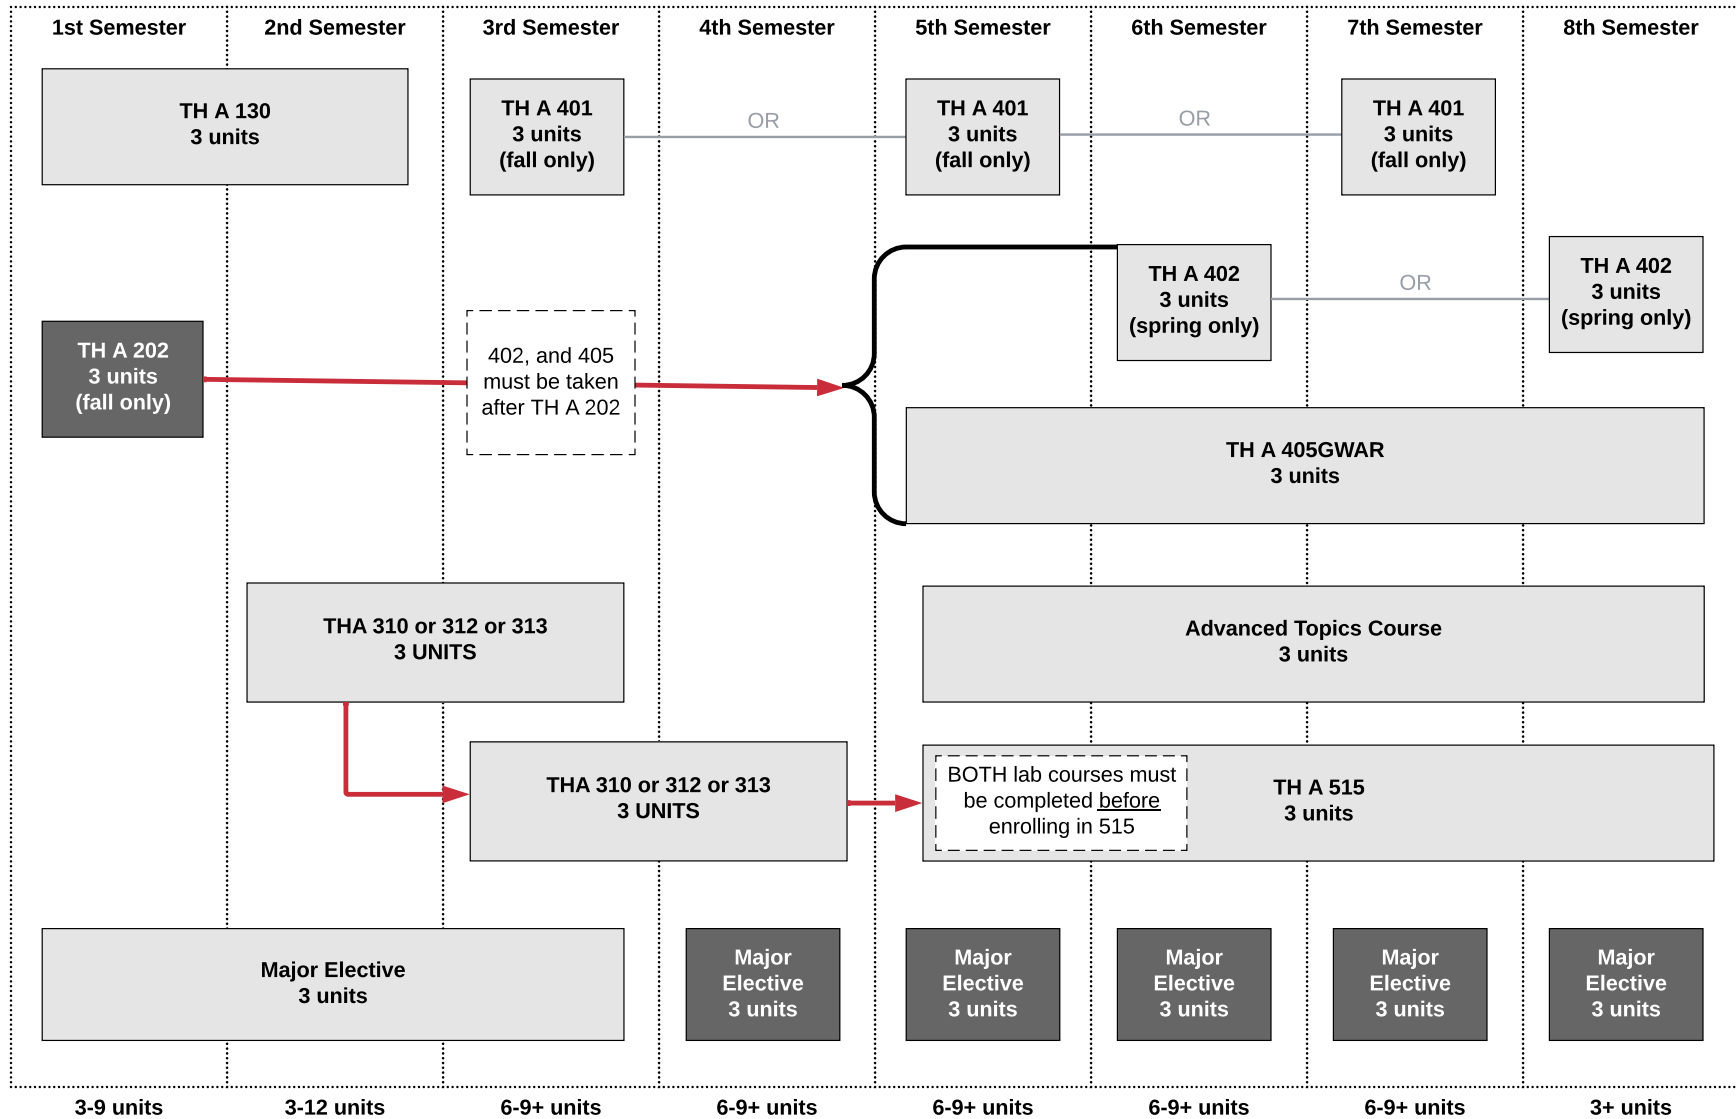 1st Semester
2nd Semester
3rd Semester
4th Semester
5th Semester
6th Semester
7th Semester
8th Semester
TH A 130
3 units
TH A 401
3 units
(fall only)
OR
TH A 401
3 units
(fall only)
OR
TH A 401
3 units
(fall only)
TH A 402
3 units
(spring only)
OR
TH A 402
3 units
(spring only)
TH A 202
3 units
(fall only)
402, and 405
must be taken
after TH A 202
TH A 405GWAR
3 units
THA 310 or 312 or 313
3 UNITS
Advanced Topics Course
3 units
THA 310 or 312 or 313
3 UNITS
BOTH lab courses must
be completed before
enrolling in 515
TH A 515
3 units
Major Elective
3 units
Major
Elective
3 units
Major
Elective
3 units
Major
Elective
3 units
Major
Elective
3 units
Major
Elective
3 units
3-9 units
3-12 units
6-9+ units
6-9+ units
6-9+ units
6-9+ units
6-9+ units
3+ units